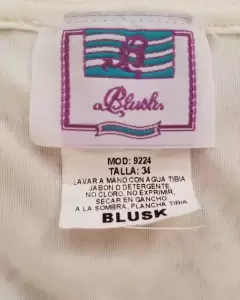 a Blush
MOD: 9224
TALLA: 34
LAVAR A MANO CON AGUA TIBIA
JABON O DETERGENTE
NO CLORO, NO EXPRIMIR,
SECAR EN GANCHO
A LA SOMBRA, PLANCHA TIBIA
BLUSK